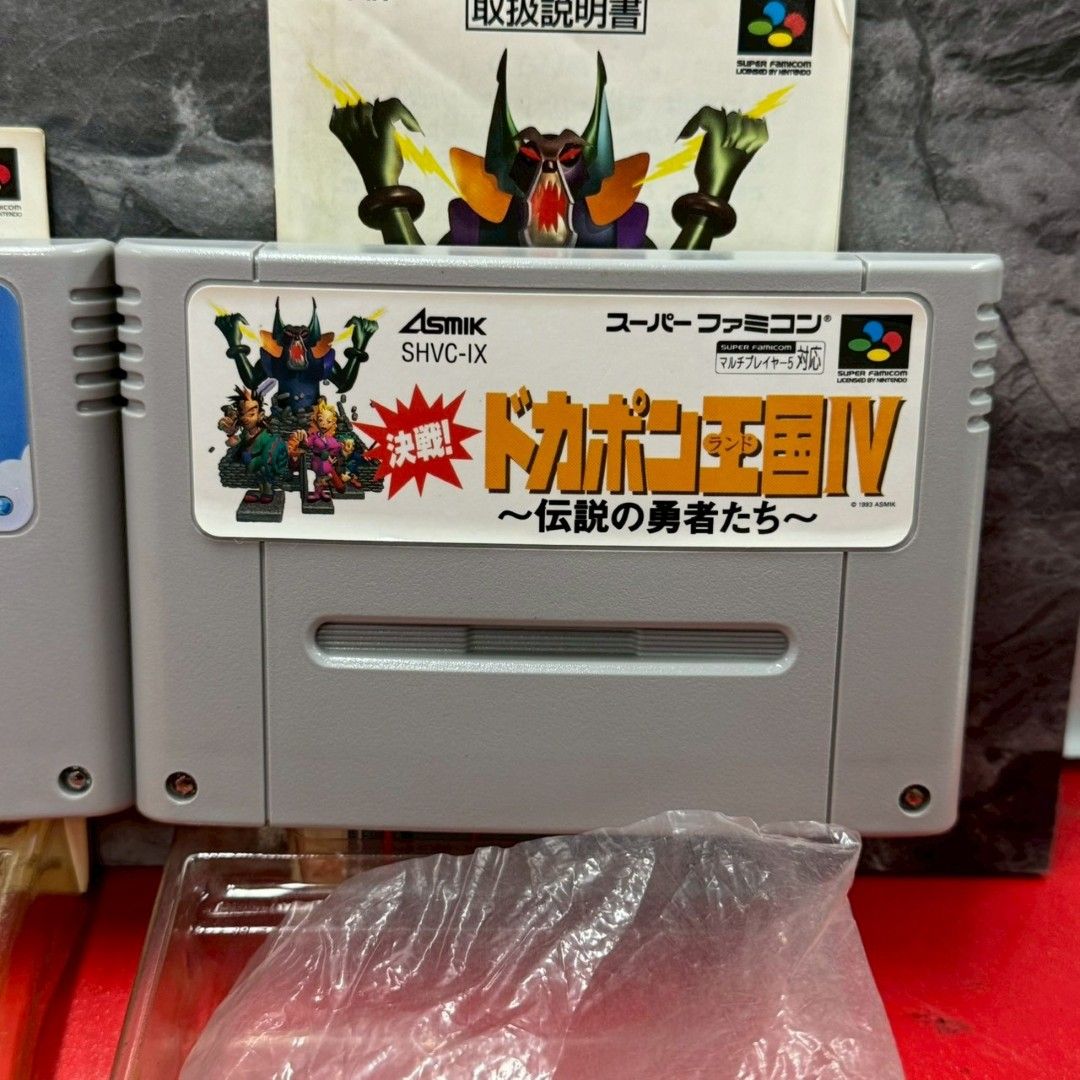 取扱説明書
SUPER FAMICOM
LICENSED BY NINTENDO
ASMIK
SHVC-IX
スーパーファミコン®
SUPER FAMICOM
マルチプレイヤー5対応
SUPER FAMICOM
LICENSED BY NINTENDO
決戦!
ドカポン王国IV
ランド
© 1993 ASMIK
～伝説の勇者たち～